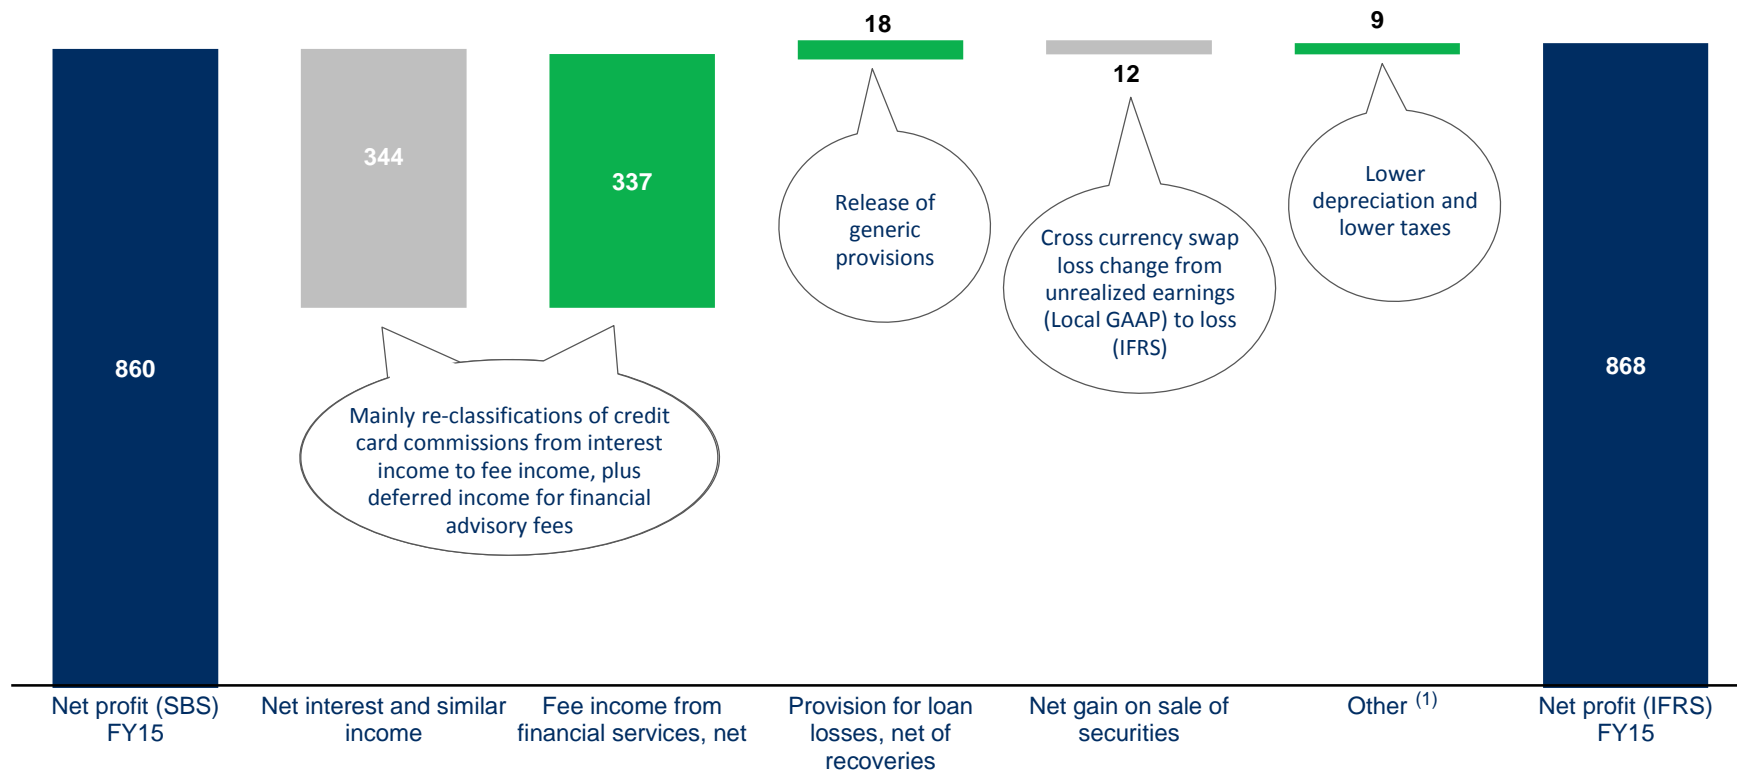 18
9
12
344
337
860
868
Release of
generic
provisions
Cross currency swap
loss change from
unrealized earnings
(Local GAAP) to loss
(IFRS)
Lower
depreciation and
lower taxes
Mainly re-classifications of credit
card commissions from interest
income to fee income, plus
deferred income for financial
advisory fees
Net profit (SBS)
FY15
Net interest and similar
income
Fee income from
financial services, net
Provision for loan
losses, net of
recoveries
Net gain on sale of
securities
Other (1)
Net profit (IFRS)
FY15